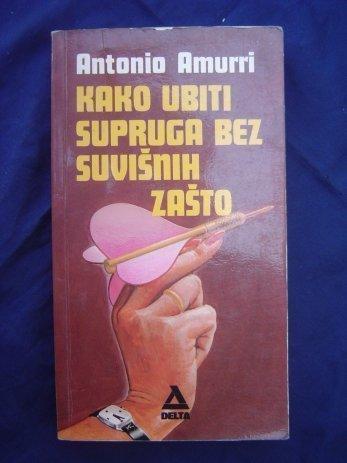 Antonio Amurri
KAKO UBITI
SUPRUGA BEZ
SUVIŠNIH
ZAŠTO
DELTA